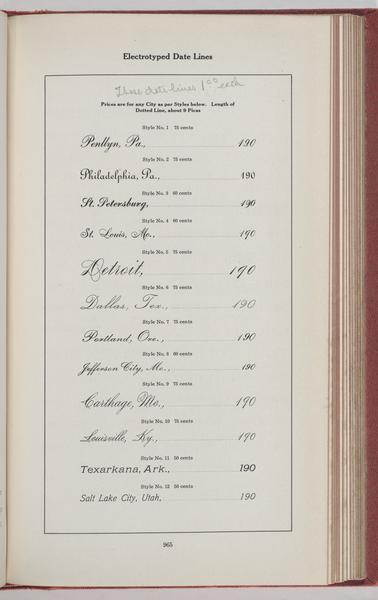 Electrotyped Date Lines
These date lines 1.00 each
Prices are for any City as per Styles below. Length of
Dotted Line, about 9 Picas
Style No. 1 75 cents
Penllyn, Pa., 190
Style No. 2 75 cents
Philadelphia, Pa., 190
Style No. 3 60 cents
St. Petersburg, 190
Style No. 4 60 cents
St. Louis, Mo., 190
Style No. 5 75 cents
Detroit, 190
Style No. 6 75 cents
Dallas, Tex., 190
Style No. 7 75 cents
Portland, Ore., 190
Style No. 8 60 cents
Jefferson City, Mo., 190
Style No. 9 75 cents
Carthage, Mo., 190
Style No. 10 75 cents
Louisville, Ky., 190
Style No. 11 50 cents
Texarkana, Ark., 190
Style No. 12 50 cents
Salt Lake City, Utah, 190
965